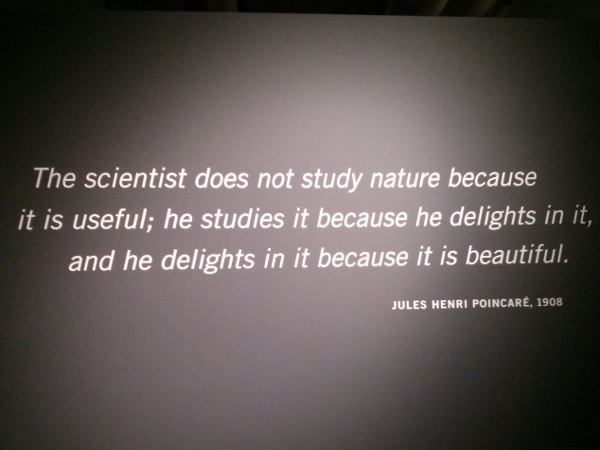 The scientist does not study nature because
it is useful; he studies it because he delights in it,
and he delights in it because it is beautiful.
JULES HENRI POINCARÉ, 1908